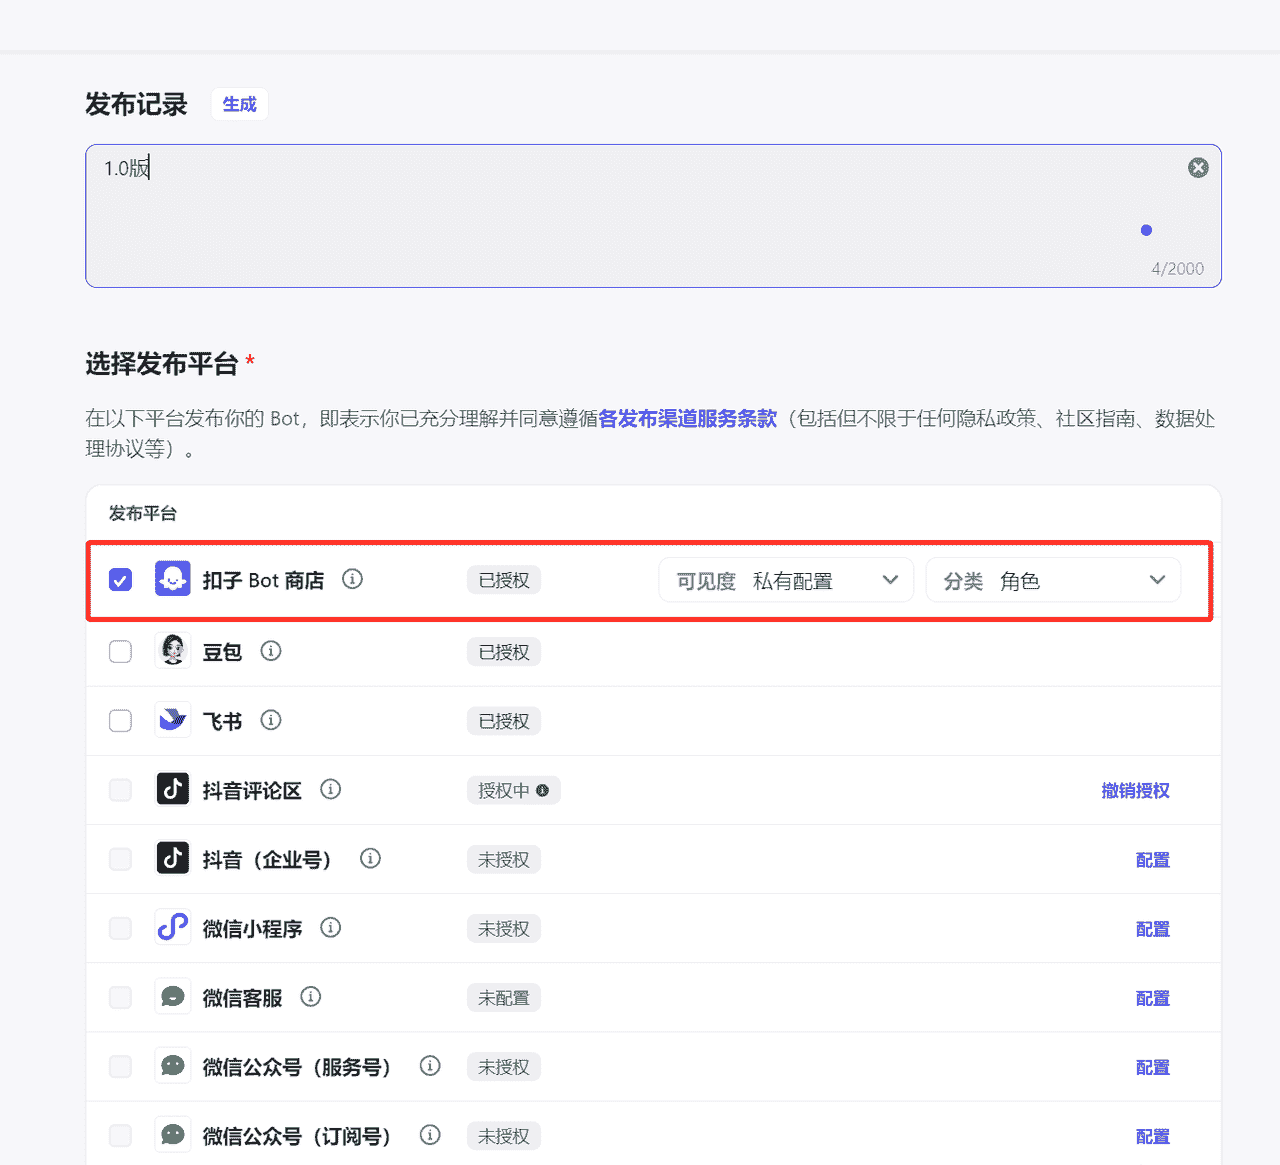 发布记录 生成
1.0版
4/2000
选择发布平台 *
在以下平台发布你的 Bot，即表示你已充分理解并同意遵循各发布渠道服务条款（包括但不限于任何隐私政策、社区指南、数据处
理协议等）。
发布平台
扣子 Bot 商店 已授权 可见度 私有配置 分类 角色
豆包 已授权
飞书 已授权
抖音评论区 授权中 撤销授权
抖音（企业号） 未授权 配置
微信小程序 未授权 配置
微信客服 未配置 配置
微信公众号（服务号） 未授权 配置
微信公众号（订阅号） 未授权 配置